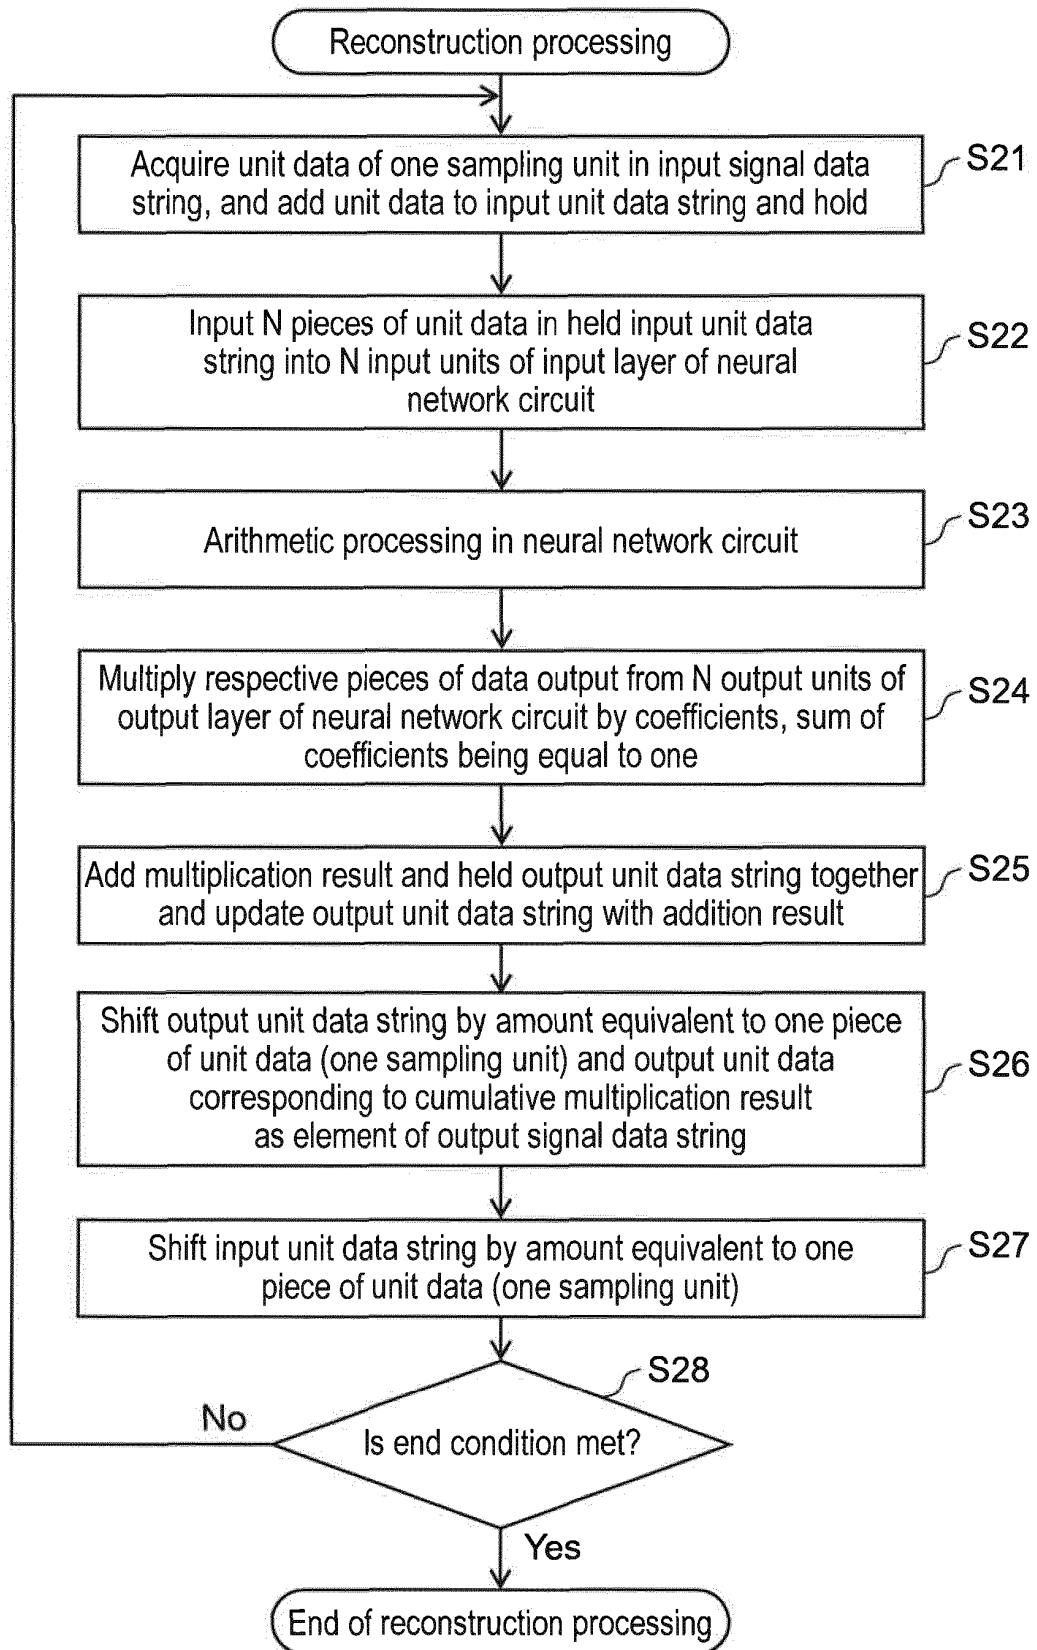 Reconstruction processing
Acquire unit data of one sampling unit in input signal data
string, and add unit data to input unit data string and hold
S21
Input N pieces of unit data in held input unit data
string into N input units of input layer of neural
network circuit
S22
Arithmetic processing in neural network circuit
S23
Multiply respective pieces of data output from N output units of
output layer of neural network circuit by coefficients, sum of
coefficients being equal to one
S24
Add multiplication result and held output unit data string together
and update output unit data string with addition result
S25
Shift output unit data string by amount equivalent to one piece
of unit data (one sampling unit) and output unit data
corresponding to cumulative multiplication result
as element of output signal data string
S26
Shift input unit data string by amount equivalent to one
piece of unit data (one sampling unit)
S27
S28
No
Is end condition met?
Yes
End of reconstruction processing